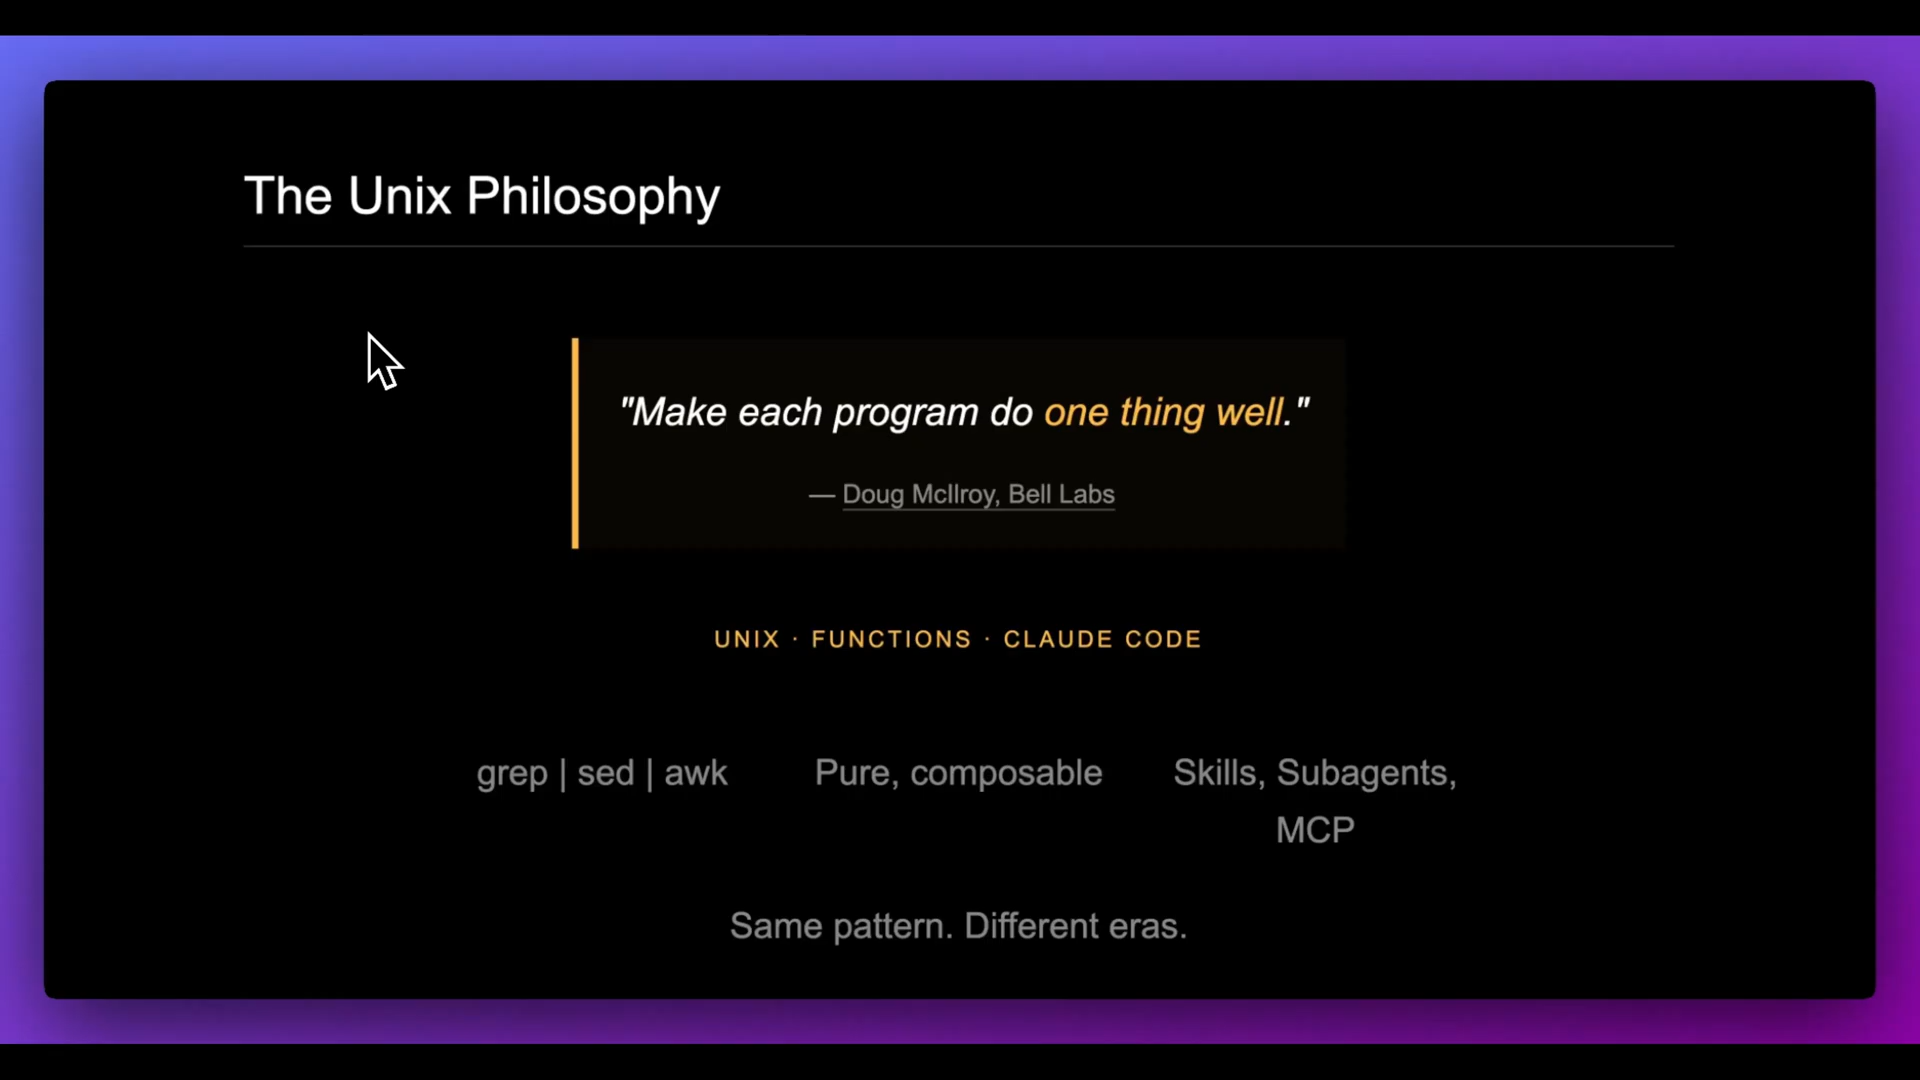 The Unix Philosophy
"Make each program do one thing well."
— Doug McIlroy, Bell Labs
UNIX · FUNCTIONS · CLAUDE CODE
grep | sed | awk
Pure, composable
Skills, Subagents,
MCP
Same pattern. Different eras.